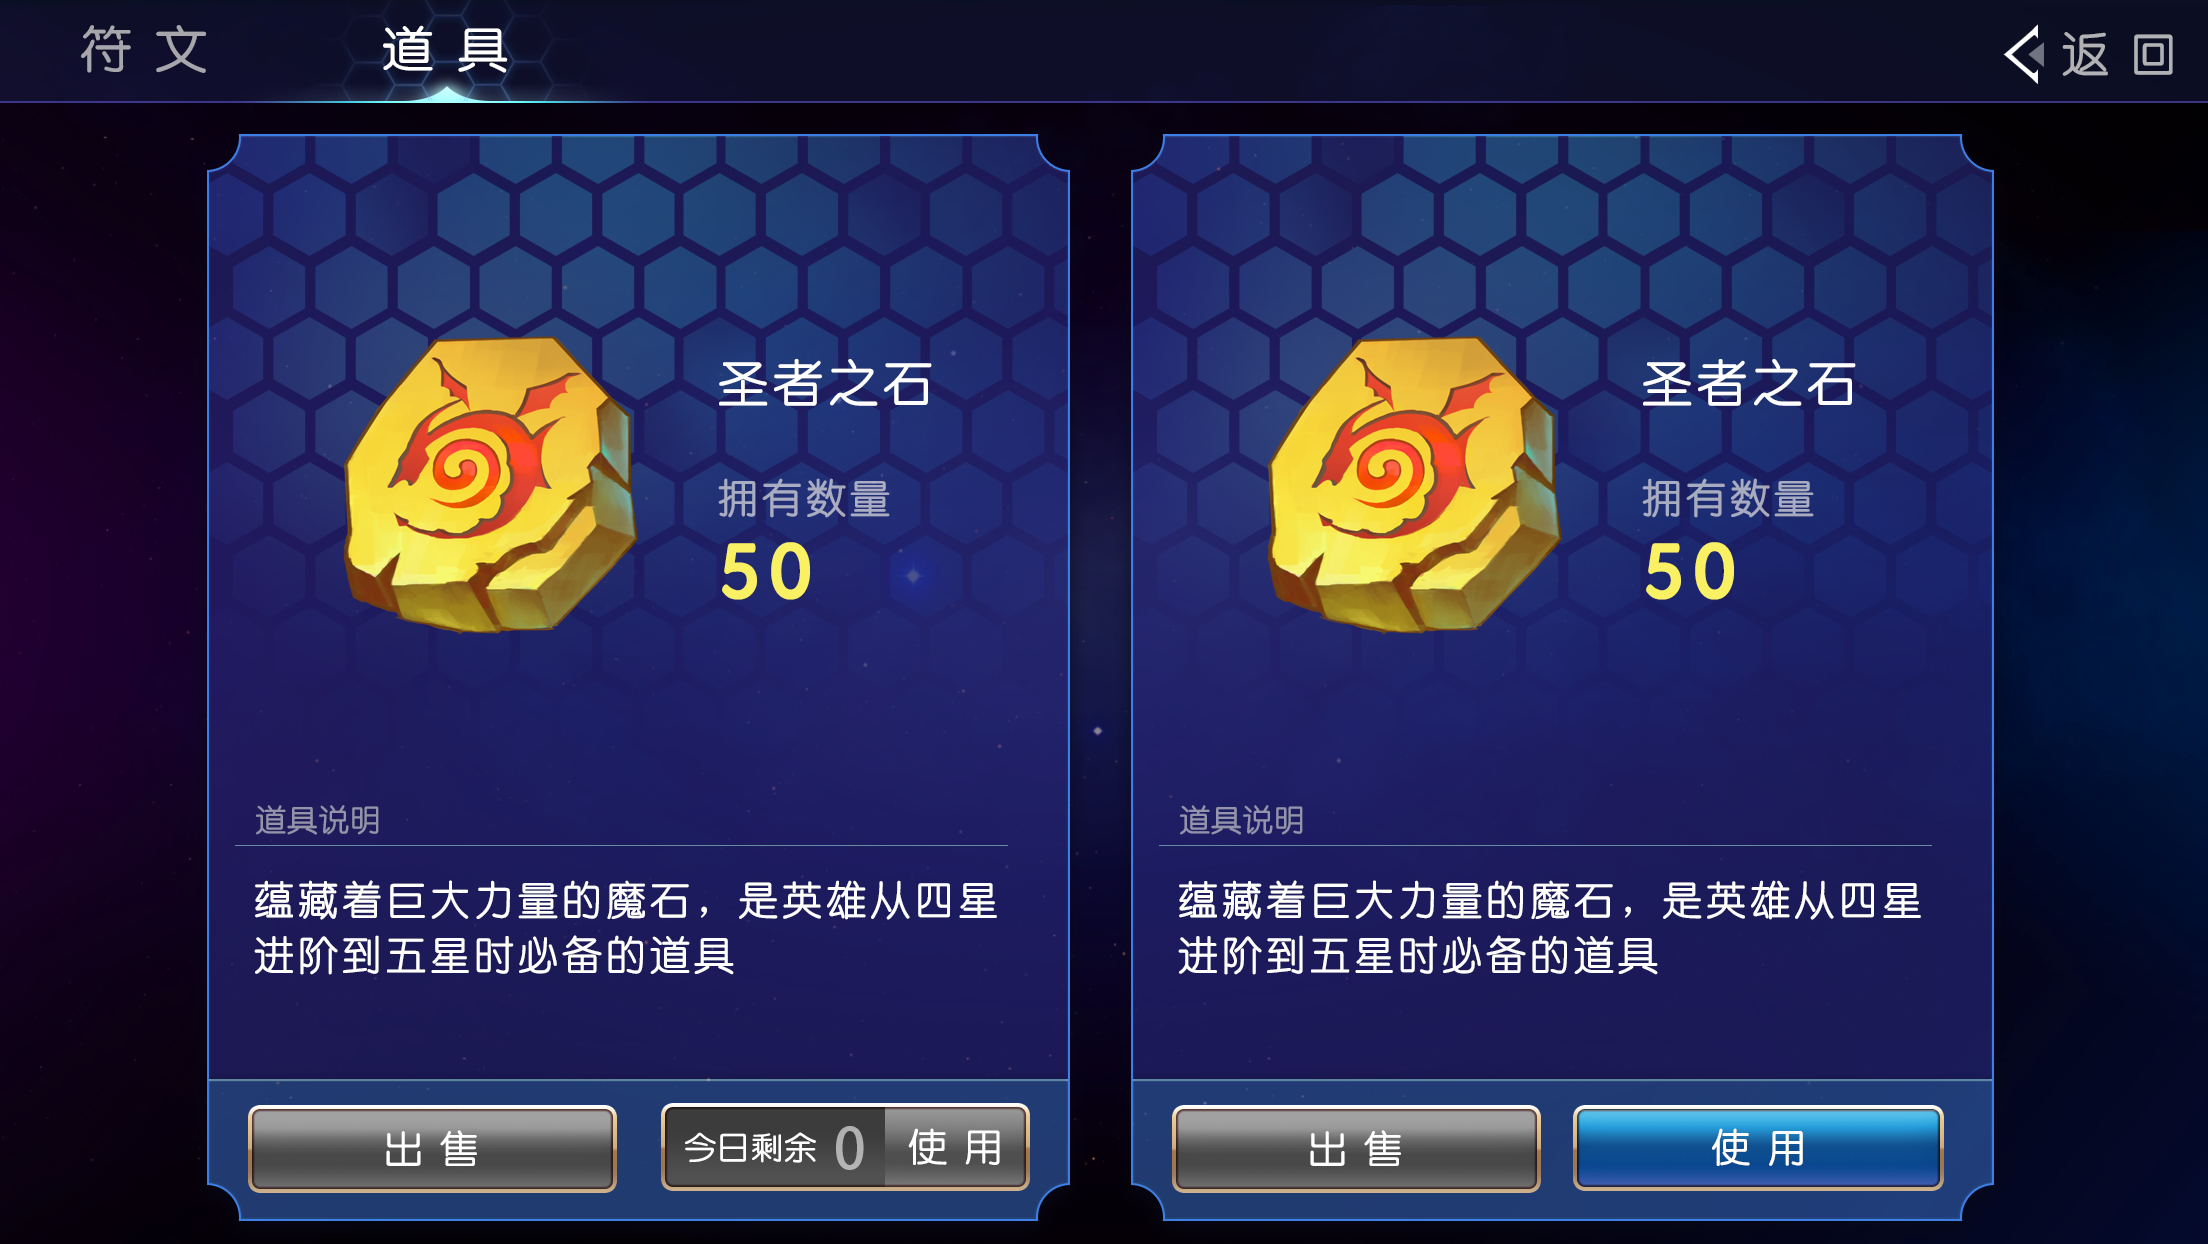 符文
道具
返回
圣者之石
拥有数量
50
道具说明
蕴藏着巨大力量的魔石，是英雄从四星
进阶到五星时必备的道具
出售
今日剩余 0 使用
圣者之石
拥有数量
50
道具说明
蕴藏着巨大力量的魔石，是英雄从四星
进阶到五星时必备的道具
出售
使用